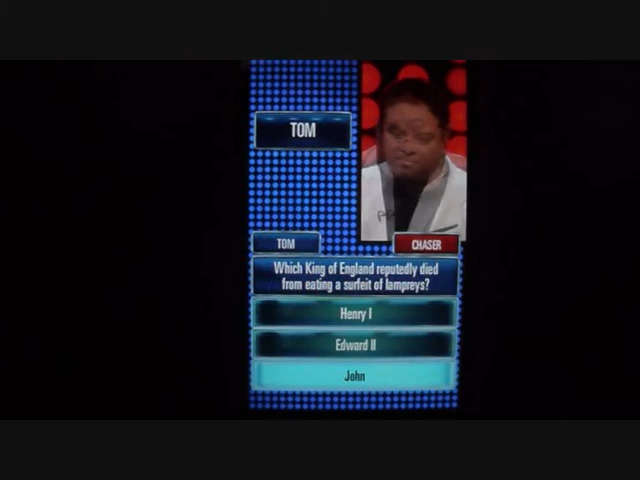 TOM
TOM
CHASER
Which King of England reputedly died
from eating a surfeit of lampreys?
Henry I
Edward II
John